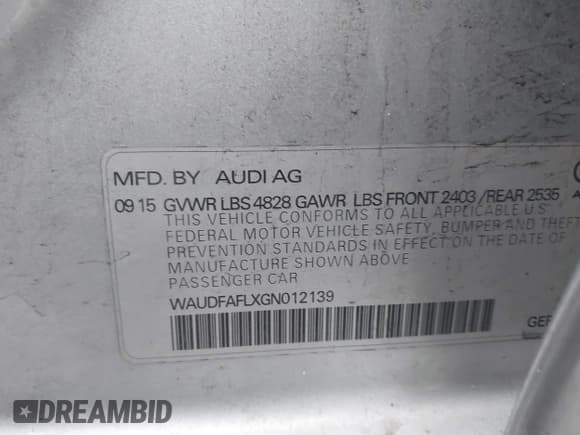 MFD. BY AUDI AG
09 15 GVWR LBS 4828 GAWR LBS FRONT 2403 /REAR 2535
THIS VEHICLE CONFORMS TO ALL APPLICABLE U.S.
FEDERAL MOTOR VEHICLE SAFETY, BUMPER AND THEFT
PREVENTION STANDARDS IN EFFECT ON THE DATE OF
MANUFACTURE SHOWN ABOVE
PASSENGER CAR
WAUDFAFLXGN012139
GER
DREAMBID